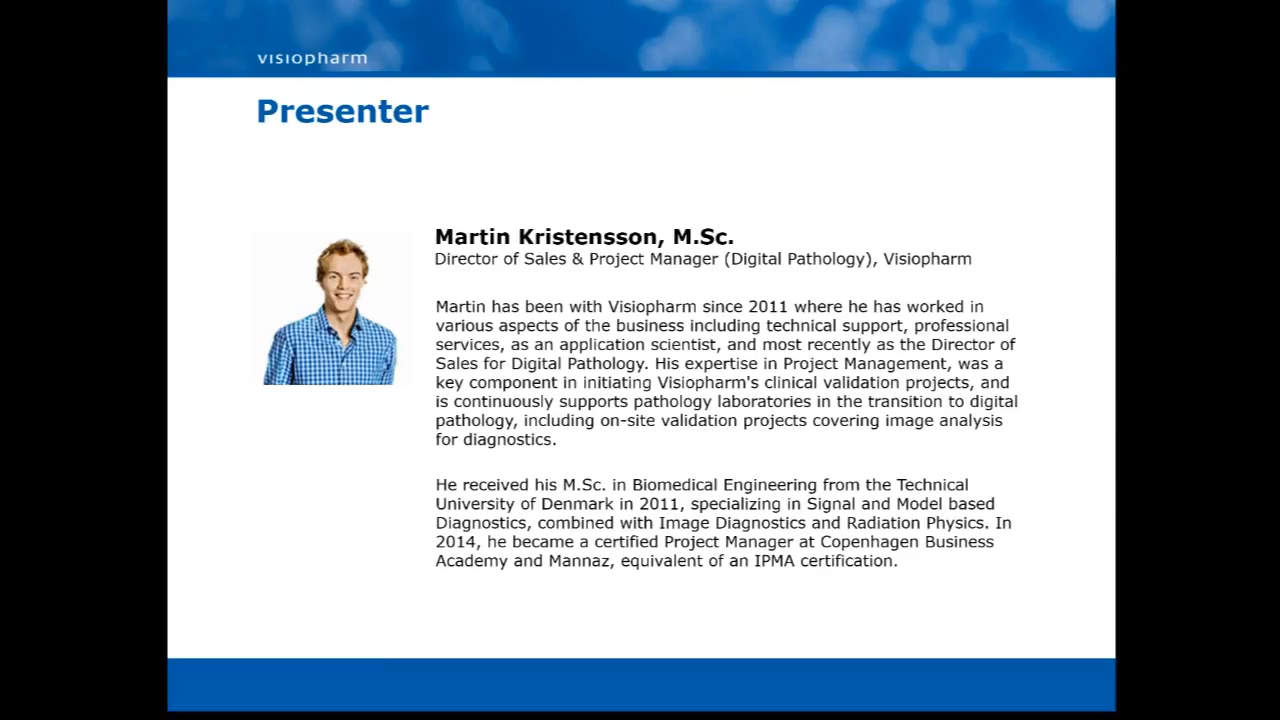 visiopharm
Presenter
Martin Kristensson, M.Sc.
Director of Sales & Project Manager (Digital Pathology), Visiopharm
Martin has been with Visiopharm since 2011 where he has worked in
various aspects of the business including technical support, professional
services, as an application scientist, and most recently as the Director of
Sales for Digital Pathology. His expertise in Project Management, was a
key component in initiating Visiopharm's clinical validation projects, and
is continuously supports pathology laboratories in the transition to digital
pathology, including on-site validation projects covering image analysis
for diagnostics.
He received his M.Sc. in Biomedical Engineering from the Technical
University of Denmark in 2011, specializing in Signal and Model based
Diagnostics, combined with Image Diagnostics and Radiation Physics. In
2014, he became a certified Project Manager at Copenhagen Business
Academy and Mannaz, equivalent of an IPMA certification.